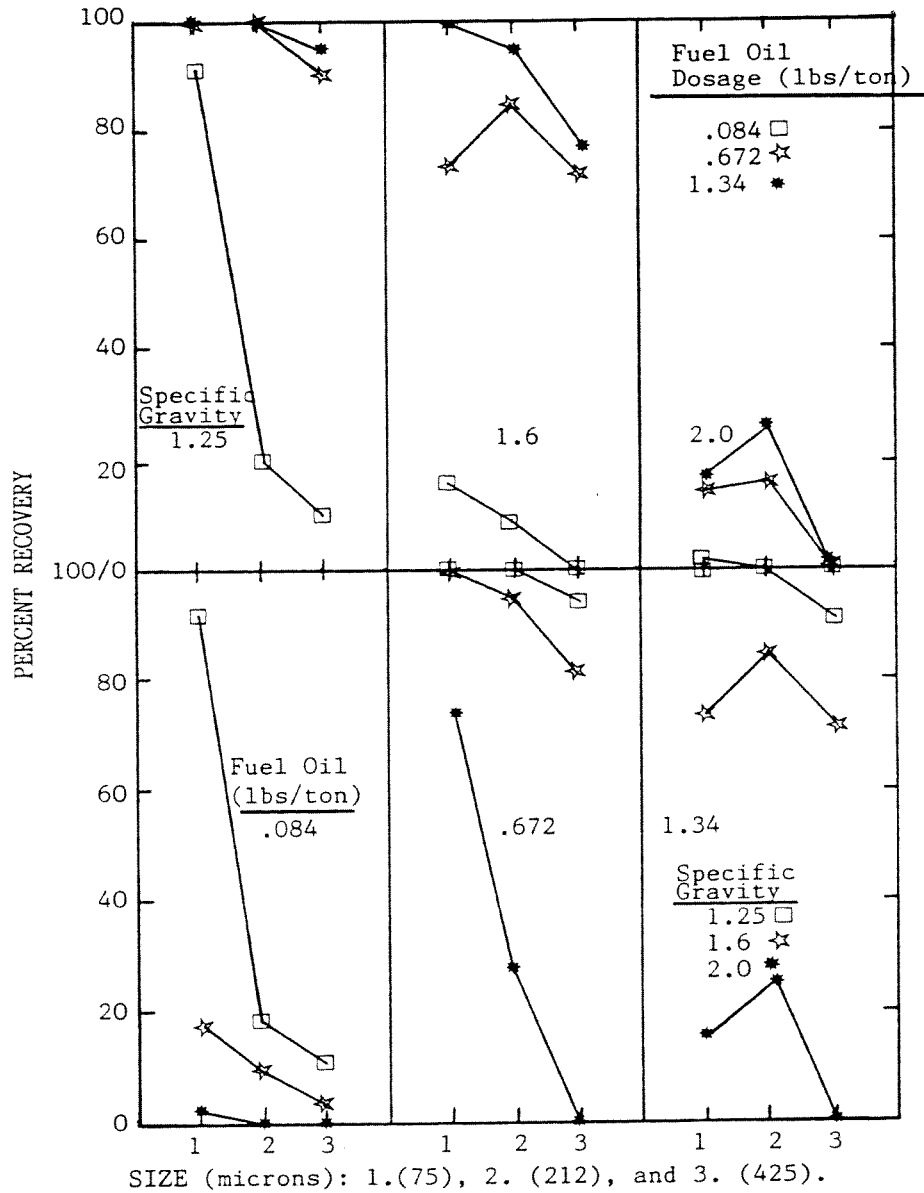 100
80
60
40
20
100/0
80
60
40
20
0
PERCENT RECOVERY
Fuel Oil
Dosage (lbs/ton)
.084
.672
1.34
Specific
Gravity
1.25
1.6
2.0
Fuel Oil
(lbs/ton)
.084
.672
1.34
Specific
Gravity
1.25
1.6
2.0
1 2 3 1 2 3 1 2 3
SIZE (microns): 1.(75), 2. (212), and 3. (425).